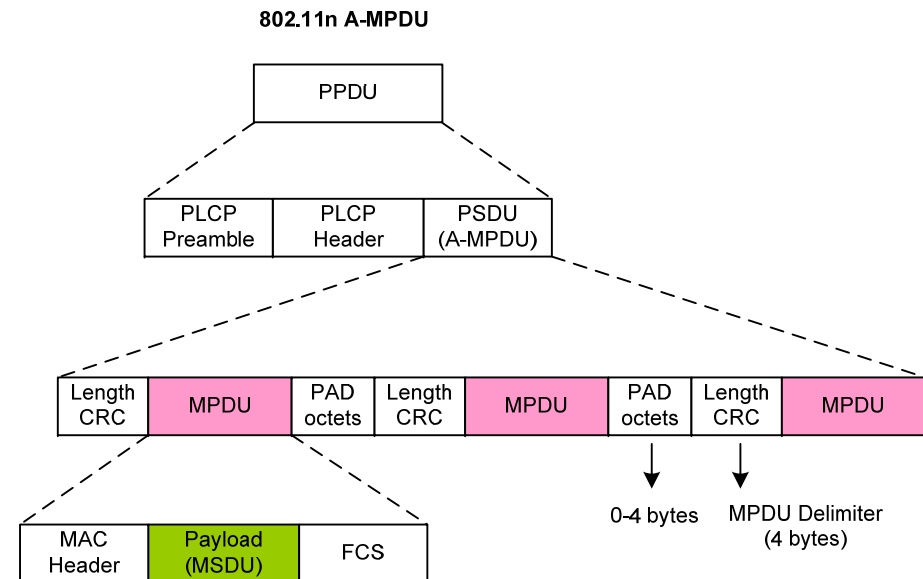 802.11n A-MPDU
PPDU
PLCP
Preamble
PLCP
Header
PSDU
(A-MPDU)
Length
CRC
MPDU
PAD
octets
Length
CRC
MPDU
PAD
octets
Length
CRC
MPDU
0-4 bytes
MPDU Delimiter
(4 bytes)
MAC
Header
Payload
(MSDU)
FCS